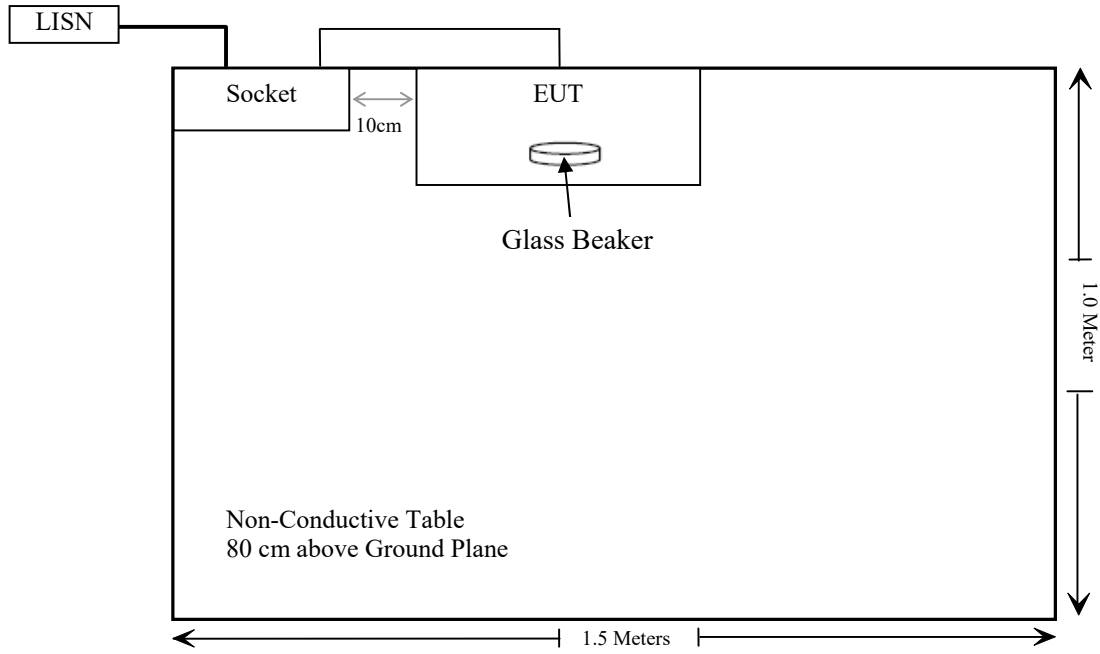 LISN
Socket
EUT
10cm
Glass Beaker
1.0 Meter
Non-Conductive Table
80 cm above Ground Plane
1.5 Meters